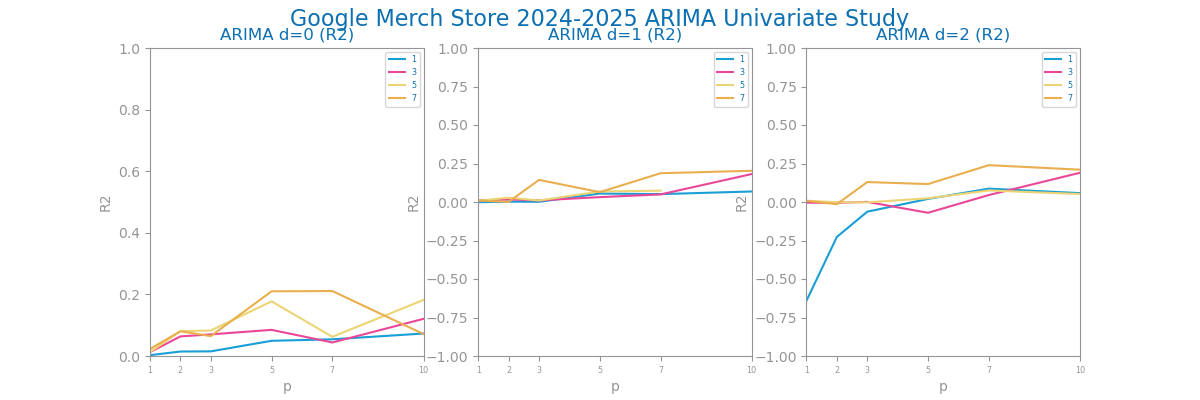 Google Merch Store 2024-2025 ARIMA Univariate Study
ARIMA d=0 (R2)
1.0
0.8
0.6
0.4
0.2
0.0
R2
1
3
5
7
1 2 3 5 7 10
p
ARIMA d=1 (R2)
1.00
0.75
0.50
0.25
0.00
−0.25
−0.50
−0.75
−1.00
R2
1
3
5
7
1 2 3 5 7 10
p
ARIMA d=2 (R2)
1.00
0.75
0.50
0.25
0.00
−0.25
−0.50
−0.75
−1.00
R2
1
3
5
7
1 2 3 5 7 10
p